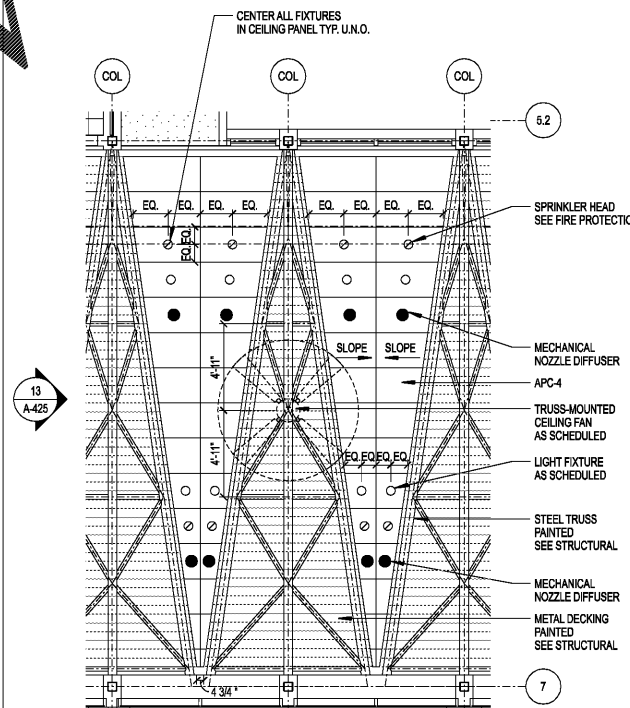 CENTER ALL FIXTURES
IN CEILING PANEL TYP. U.N.O.
COL
COL
COL
5.2
EQ. EQ. EQ. EQ.
EQ. EQ. EQ. EQ.
EQ. EQ.
SPRINKLER HEAD
SEE FIRE PROTECTIO
MECHANICAL
NOZZLE DIFFUSER
SLOPE
SLOPE
APC-4
4'-11"
13
A-425
TRUSS-MOUNTED
CEILING FAN
AS SCHEDULED
4'-11"
EQ. EQ. EQ. EQ.
LIGHT FIXTURE
AS SCHEDULED
STEEL TRUSS
PAINTED
SEE STRUCTURAL
MECHANICAL
NOZZLE DIFFUSER
METAL DECKING
PAINTED
SEE STRUCTURAL
4 3/4"
7